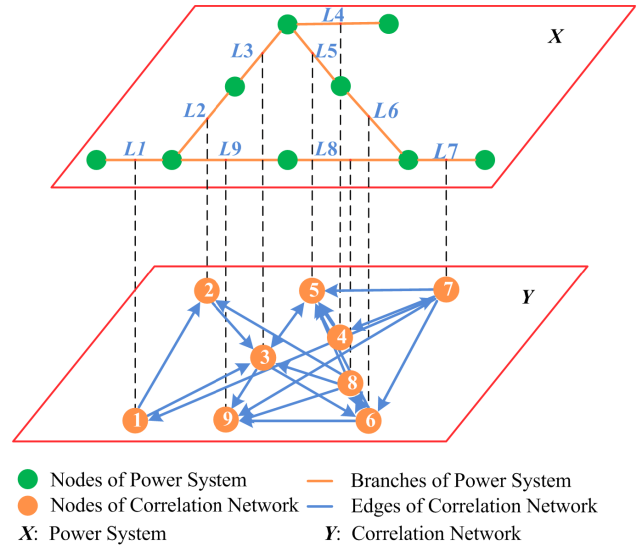 L4
X
L3
L5
L2
L6
L1
L9
L8
L7
2
5
7
Y
4
3
8
1
9
6
Nodes of Power System
Branches of Power System
Nodes of Correlation Network
Edges of Correlation Network
X: Power System
Y: Correlation Network